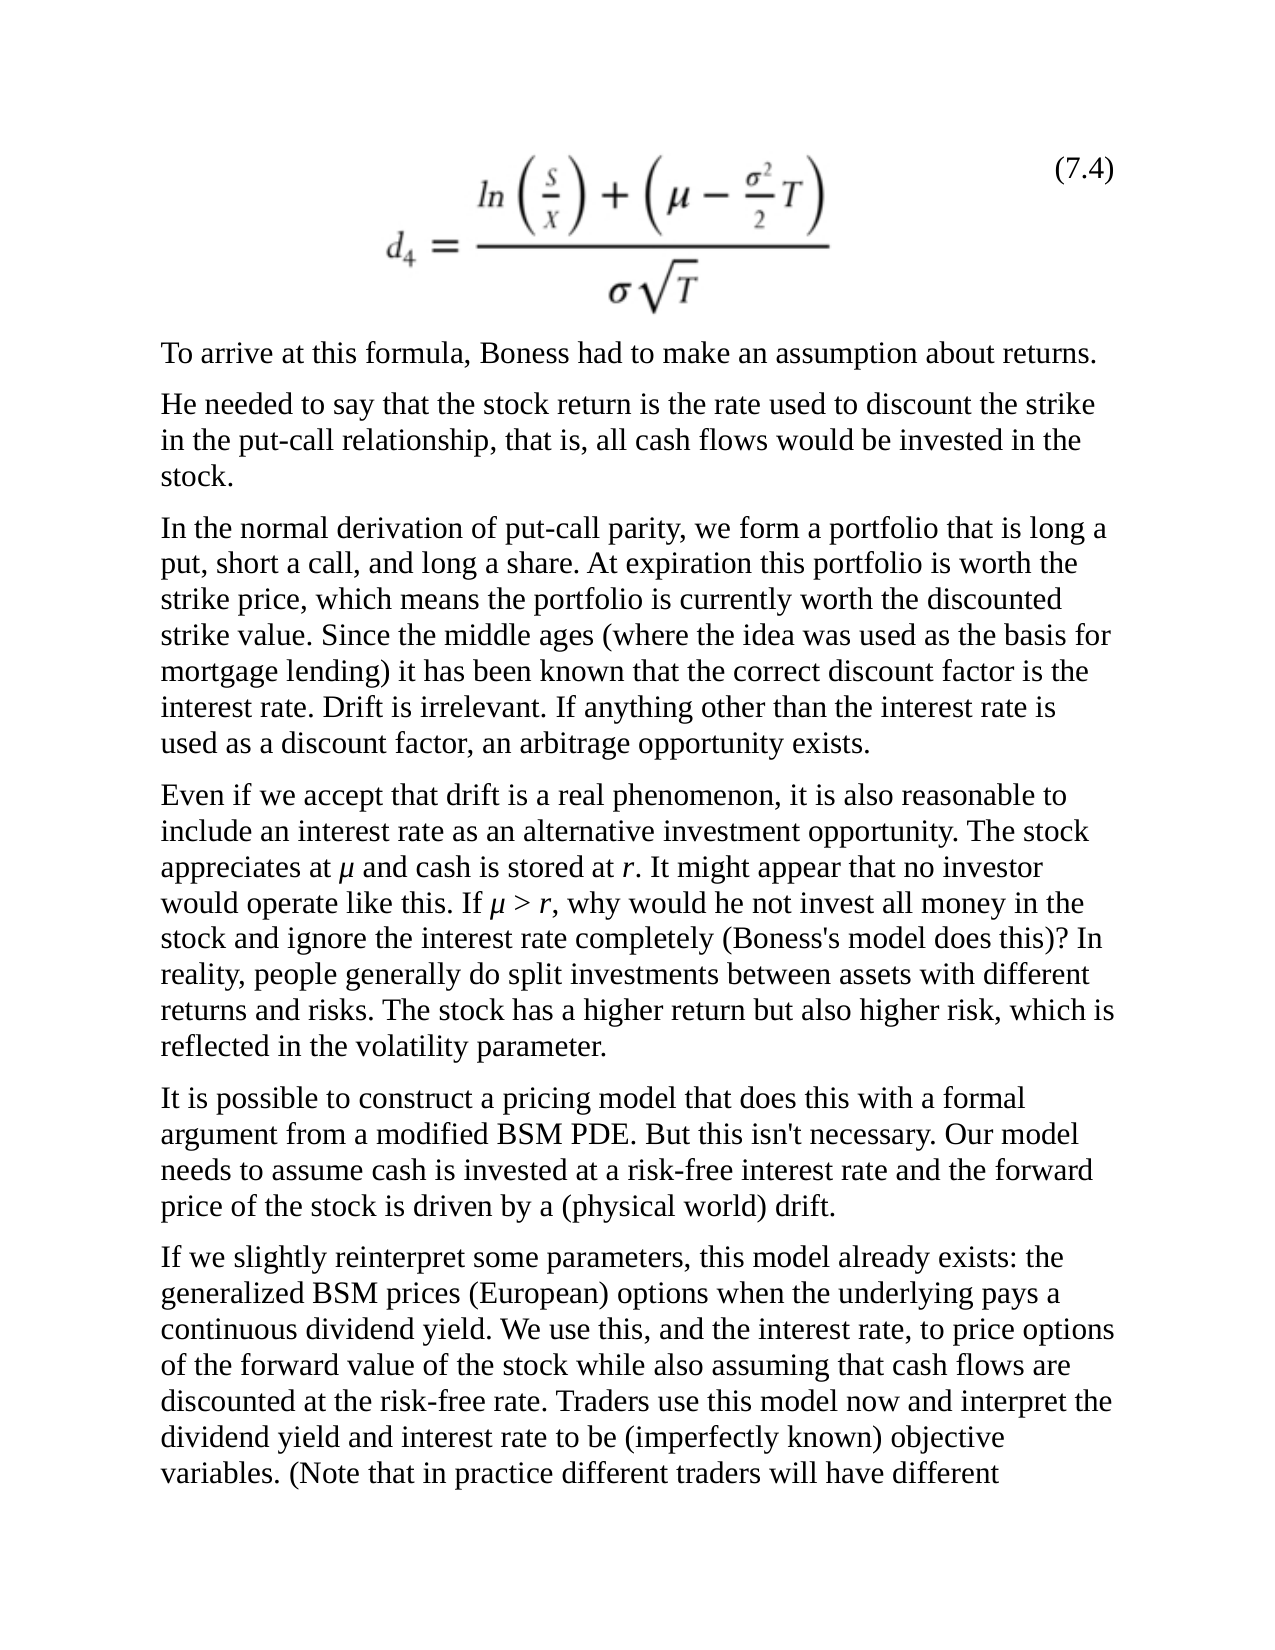 (7.4)
d₄ = (ln(S/X) + (μ − σ²/2 T)) / (σ√T)
To arrive at this formula, Boness had to make an assumption about returns.
He needed to say that the stock return is the rate used to discount the strike
in the put-call relationship, that is, all cash flows would be invested in the
stock.
In the normal derivation of put-call parity, we form a portfolio that is long a
put, short a call, and long a share. At expiration this portfolio is worth the
strike price, which means the portfolio is currently worth the discounted
strike value. Since the middle ages (where the idea was used as the basis for
mortgage lending) it has been known that the correct discount factor is the
interest rate. Drift is irrelevant. If anything other than the interest rate is
used as a discount factor, an arbitrage opportunity exists.
Even if we accept that drift is a real phenomenon, it is also reasonable to
include an interest rate as an alternative investment opportunity. The stock
appreciates at μ and cash is stored at r. It might appear that no investor
would operate like this. If μ > r, why would he not invest all money in the
stock and ignore the interest rate completely (Boness's model does this)? In
reality, people generally do split investments between assets with different
returns and risks. The stock has a higher return but also higher risk, which is
reflected in the volatility parameter.
It is possible to construct a pricing model that does this with a formal
argument from a modified BSM PDE. But this isn't necessary. Our model
needs to assume cash is invested at a risk-free interest rate and the forward
price of the stock is driven by a (physical world) drift.
If we slightly reinterpret some parameters, this model already exists: the
generalized BSM prices (European) options when the underlying pays a
continuous dividend yield. We use this, and the interest rate, to price options
of the forward value of the stock while also assuming that cash flows are
discounted at the risk-free rate. Traders use this model now and interpret the
dividend yield and interest rate to be (imperfectly known) objective
variables. (Note that in practice different traders will have different